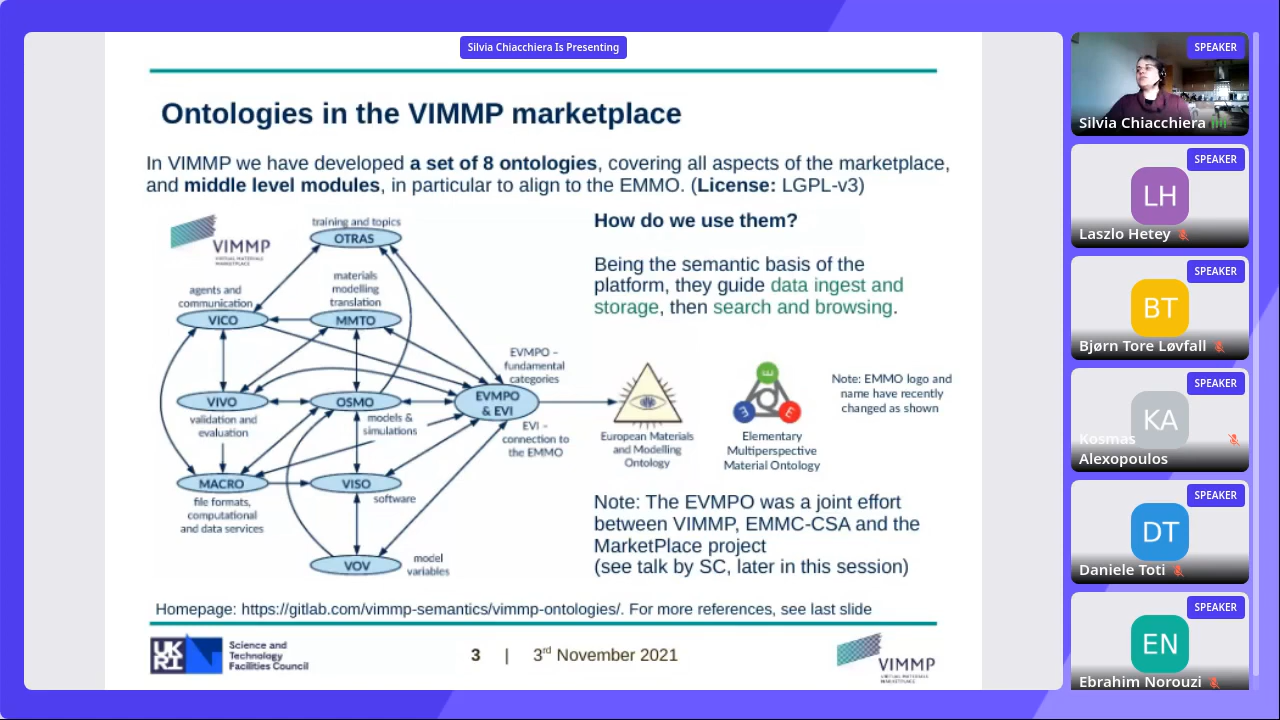 Silvia Chiacchiera Is Presenting
Ontologies in the VIMMP marketplace
In VIMMP we have developed a set of 8 ontologies, covering all aspects of the marketplace,
and middle level modules, in particular to align to the EMMO. (License: LGPL-v3)
VIMMP
VIRTUAL MATERIALS
MARKETPLACE
training and topics
OTRAS
materials
modelling
translation
agents and
communication
VICO
MMTO
EVMPO –
fundamental
categories
VIVO
OSMO
EVMPO
& EVI
validation and
evaluation
models &
simulations
EVI –
connection to
the EMMO
MACRO
VISO
file formats,
computational
and data services
software
VOV
model
variables
How do we use them?
Being the semantic basis of the
platform, they guide data ingest and
storage, then search and browsing.
European Materials
and Modelling
Ontology
E
3
3
Elementary
Multiperspective
Material Ontology
Note: EMMO logo and
name have recently
changed as shown
Note: The EVMPO was a joint effort
between VIMMP, EMMC-CSA and the
MarketPlace project
(see talk by SC, later in this session)
Homepage: https://gitlab.com/vimmp-semantics/vimmp-ontologies/. For more references, see last slide
UKRI
Science and
Technology
Facilities Council
3 | 3rd November 2021
VIMMP
VIRTUAL MATERIALS
MARKETPLACE
SPEAKER
Silvia Chiacchiera
SPEAKER
LH
Laszlo Hetey
SPEAKER
BT
Bjørn Tore Løvfall
SPEAKER
KA
Kosmas
Alexopoulos
SPEAKER
DT
Daniele Toti
SPEAKER
EN
Ebrahim Norouzi